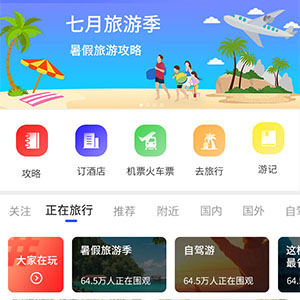 七月旅游季
暑假旅游攻略
攻略
订酒店
机票火车票
去旅行
游记
关注
正在旅行
推荐
附近
国内
国外
自驾
大家在玩
暑假旅游季
64.5万人正在围观
自驾游
64.5万人正在围观
这
最
64.5